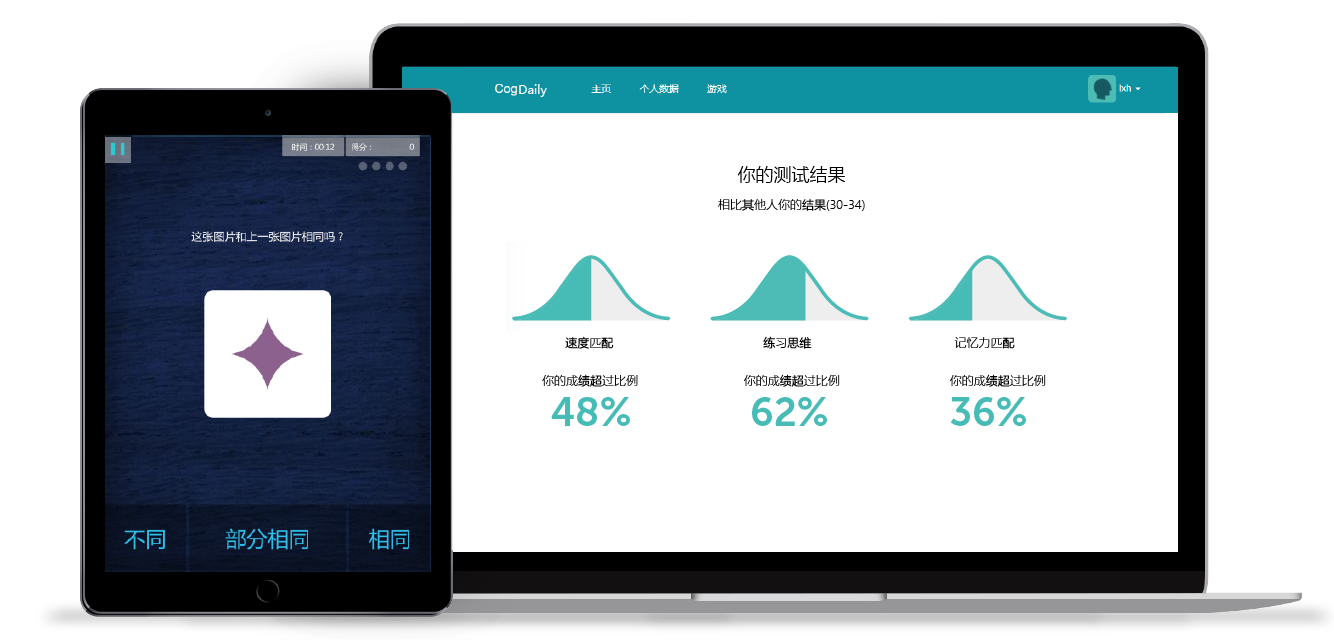 CogDaily 主页 个人数据 游戏 lxh
你的测试结果
相比其他人你的结果(30-34)
速度匹配 练习思维 记忆力匹配
你的成绩超过比例 你的成绩超过比例 你的成绩超过比例
48% 62% 36%
时间：00:12 得分： 0
这张图片和上一张图片相同吗？
不同 部分相同 相同